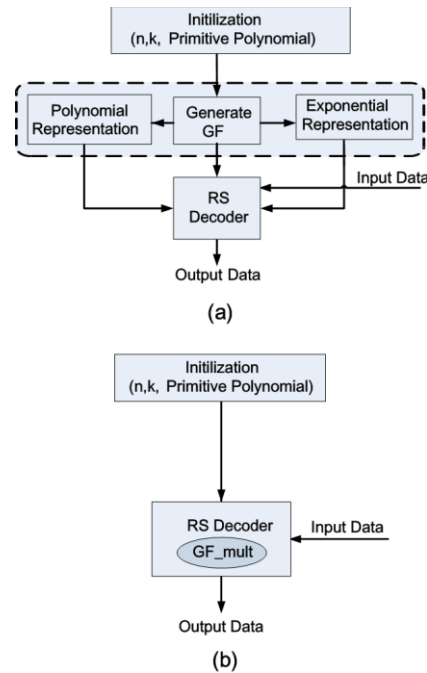 Initilization
(n,k, Primitive Polynomial)
Polynomial
Representation
Generate
GF
Exponential
Representation
RS
Decoder
Input Data
Output Data
(a)
Initilization
(n,k, Primitive Polynomial)
RS Decoder
GF_mult
Input Data
Output Data
(b)